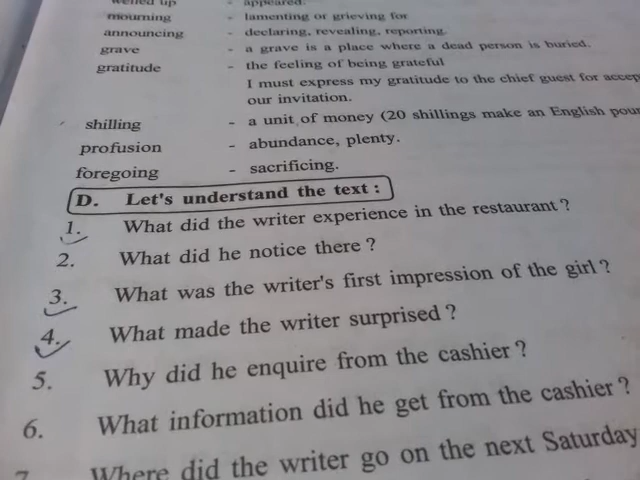 welled up - appeared.
mourning - lamenting or grieving for
announcing - declaring, revealing, reporting.
grave - a grave is a place where a dead person is buried.
gratitude - the feeling of being grateful
I must express my gratitude to the chief guest for accep
our invitation.
shilling - a unit of money (20 shillings make an English pour
profusion - abundance, plenty.
foregoing - sacrificing.
D. Let's understand the text :
1. What did the writer experience in the restaurant ?
2. What did he notice there ?
3. What was the writer's first impression of the girl ?
4. What made the writer surprised ?
5. Why did he enquire from the cashier ?
6. What information did he get from the cashier ?
7. Where did the writer go on the next Saturday